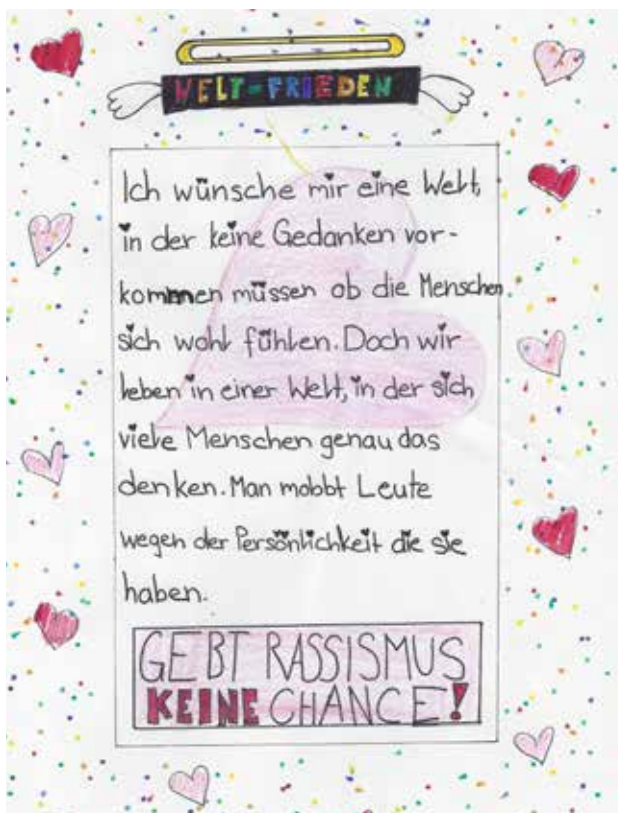 WELT-FRIEDEN
Ich wünsche mir eine Welt,
in der keine Gedanken vor-
kommen müssen ob die Menschen
sich wohl fühlen. Doch wir
leben in einer Welt, in der sich
viele Menschen genau das
denken. Man mobbt Leute
wegen der Persönlichkeit die sie
haben.
GEBT RASSISMUS
KEINE CHANCE!